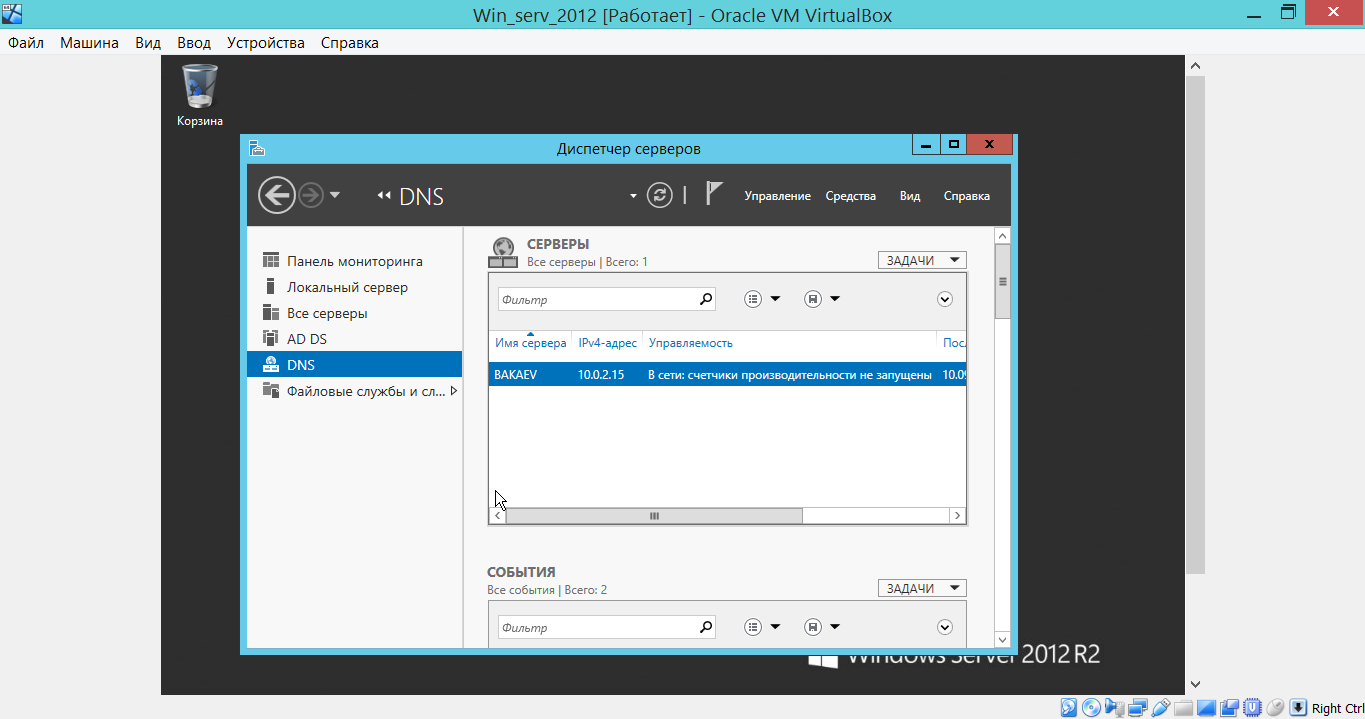 Win_serv_2012 [Работает] - Oracle VM VirtualBox
Файл Машина Вид Ввод Устройства Справка
Корзина
Диспетчер серверов
DNS
Управление Средства Вид Справка
Панель мониторинга
Локальный сервер
Все серверы
AD DS
DNS
Файловые службы и сл...
СЕРВЕРЫ
Все серверы | Всего: 1
ЗАДАЧИ
Фильтр
Имя сервера IPv4-адрес Управляемость Пос
BAKAEV 10.0.2.15 В сети: счетчики производительности не запущены 10.09
СОБЫТИЯ
Все события | Всего: 2
ЗАДАЧИ
Фильтр
Windows Server 2012 R2
Right Ctrl